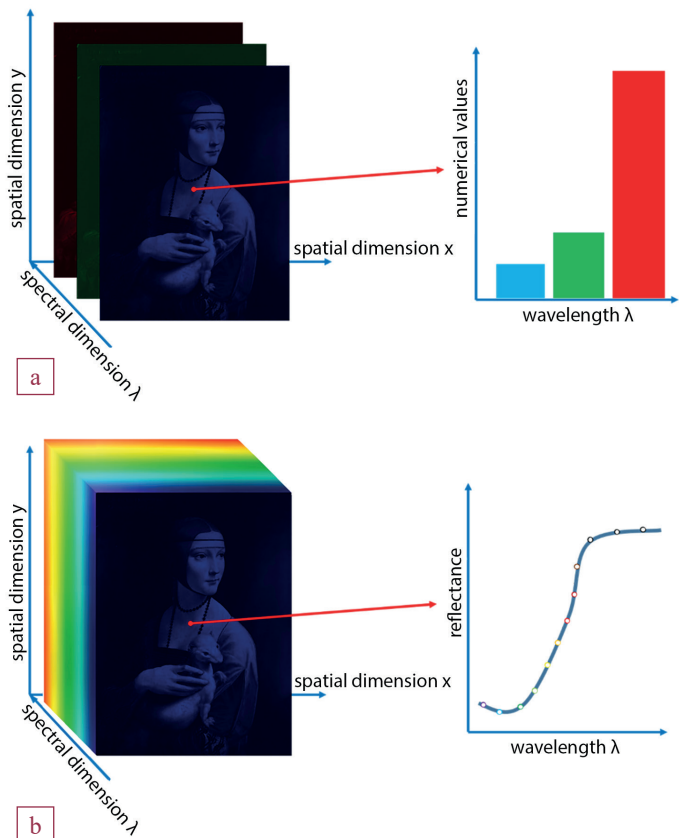 spatial dimension y
spatial dimension x
spectral dimension λ
numerical values
wavelength λ
a
spatial dimension y
spatial dimension x
spectral dimension λ
reflectance
wavelength λ
b